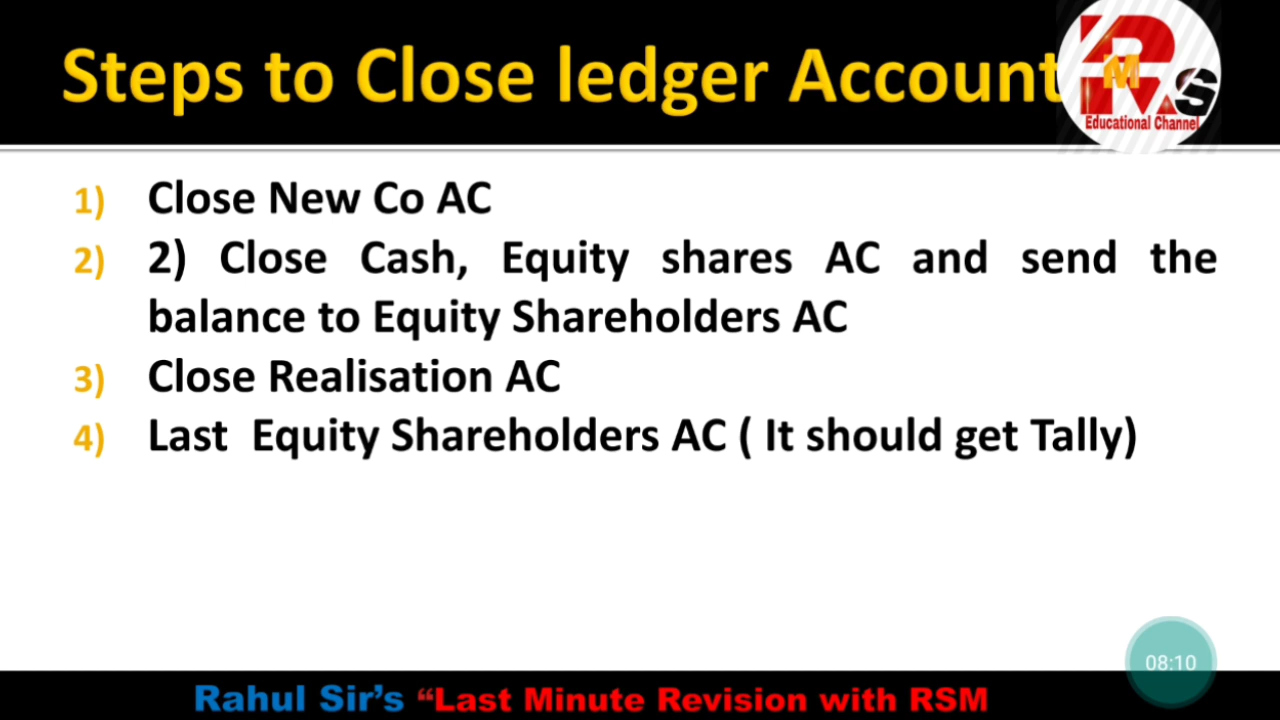 Steps to Close ledger Account
RMS
Educational Channel
1) Close New Co AC
2) 2) Close Cash, Equity shares AC and send the
balance to Equity Shareholders AC
3) Close Realisation AC
4) Last Equity Shareholders AC ( It should get Tally)
08:10
Rahul Sir’s “Last Minute Revision with RSM